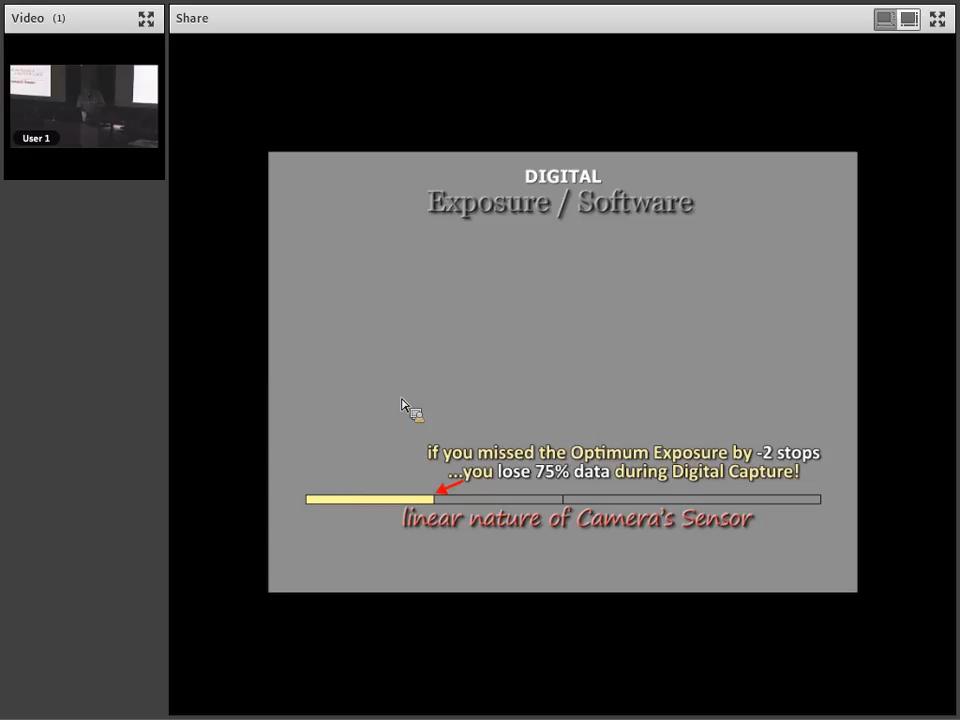 Video (1)
Share
User 1
DIGITAL
Exposure / Software
if you missed the Optimum Exposure by -2 stops
...you lose 75% data during Digital Capture!
linear nature of Camera's Sensor